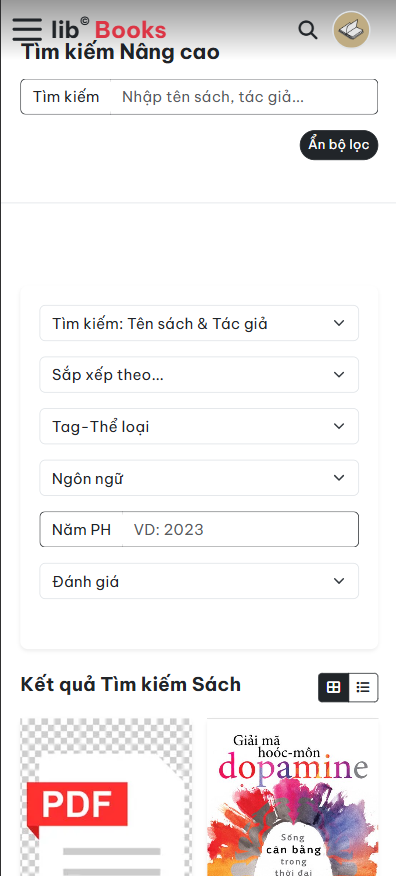 lib© Books
Tìm kiếm Nâng cao
Tìm kiếm Nhập tên sách, tác giả...
Ẩn bộ lọc
Tìm kiếm: Tên sách & Tác giả
Sắp xếp theo...
Tag-Thể loại
Ngôn ngữ
Năm PH VD: 2023
Đánh giá
Kết quả Tìm kiếm Sách
PDF
Giải mã
hoóc-môn
dopamine
Sống
cân bằng
trong
thời đại